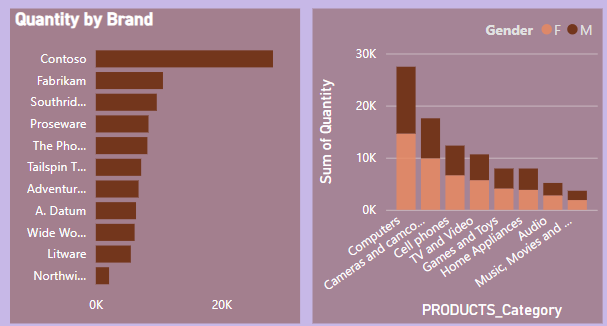 Quantity by Brand
Contoso
Fabrikam
Southrid...
Proseware
The Pho...
Tailspin T...
Adventur...
A. Datum
Wide Wo...
Litware
Northwi...
0K 20K
Gender F M
Sum of Quantity
30K
20K
10K
0K
Computers
Cameras and camco...
Cell phones
TV and Video
Games and Toys
Home Appliances
Audio
Music, Movies and ...
PRODUCTS_Category